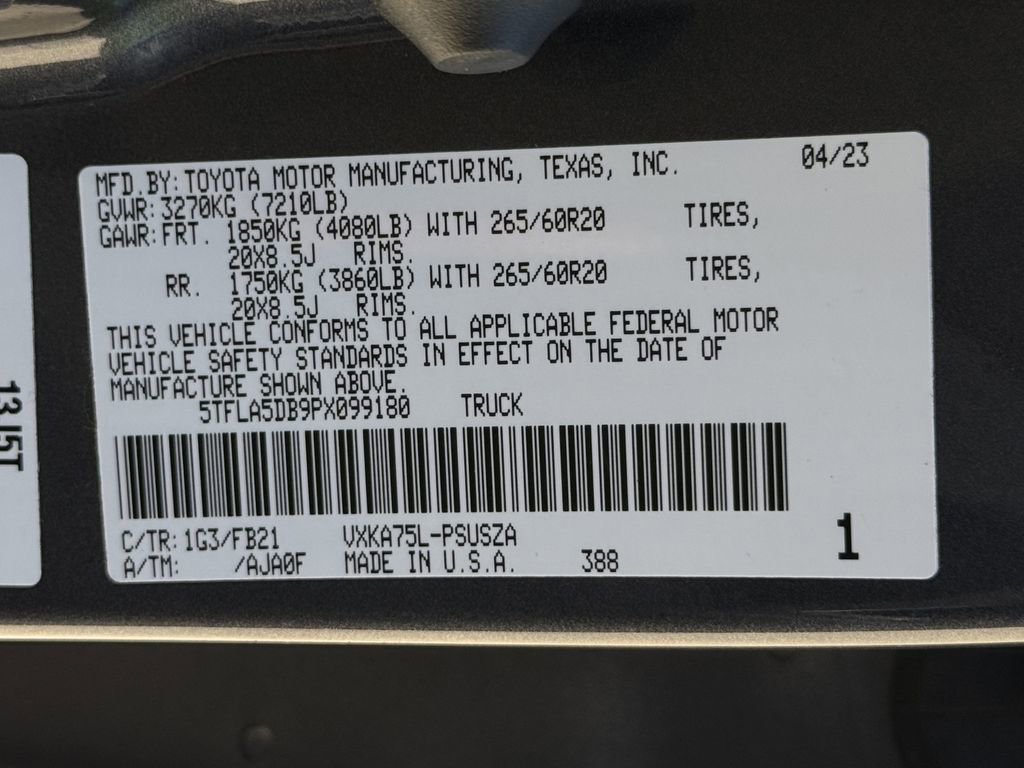 MFD.BY:TOYOTA MOTOR MANUFACTURING, TEXAS, INC. 04/23
GVWR:3270KG (7210LB)
GAWR:FRT. 1850KG (4080LB) WITH 265/60R20 TIRES,
20X8.5J RIMS.
RR. 1750KG (3860LB) WITH 265/60R20 TIRES,
20X8.5J RIMS.
THIS VEHICLE CONFORMS TO ALL APPLICABLE FEDERAL MOTOR
VEHICLE SAFETY STANDARDS IN EFFECT ON THE DATE OF
MANUFACTURE SHOWN ABOVE.
5TFLA5DB9PX099180 TRUCK
C/TR:1G3/FB21 VXKA75L-PSUSZA
A/TM: /AJA0F MADE IN U.S.A. 388
1